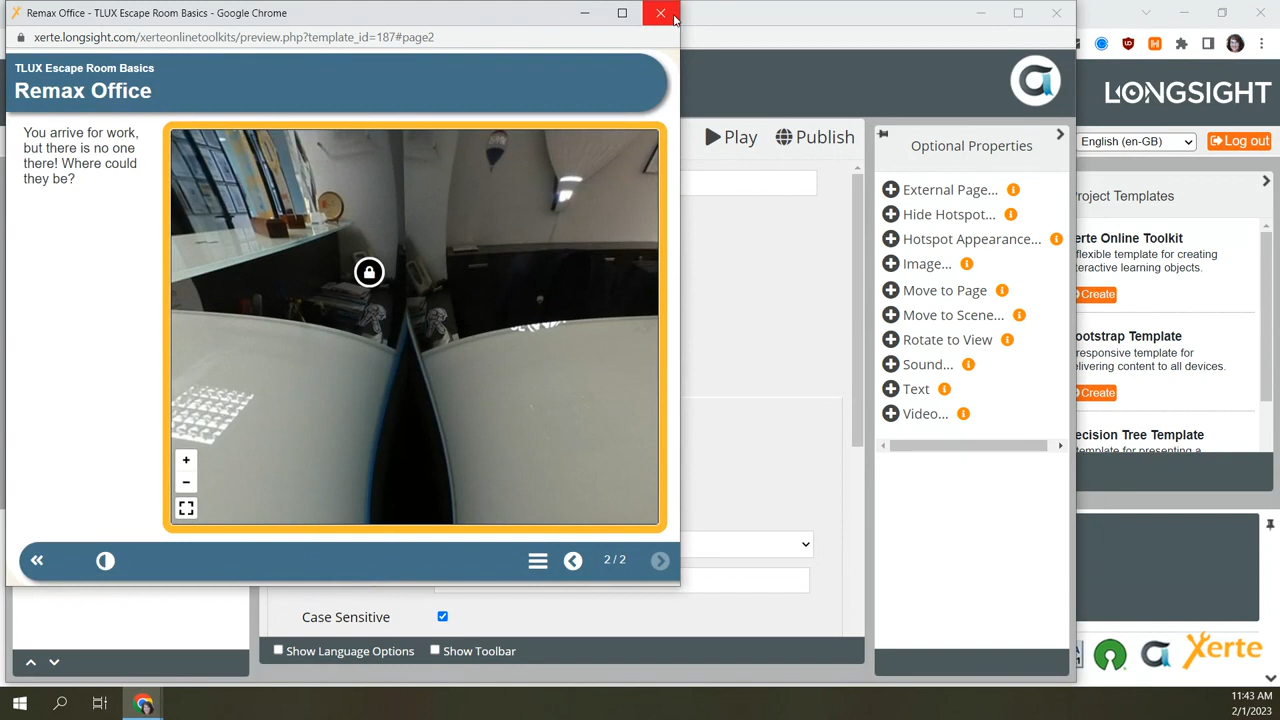 Remax Office - TLUX Escape Room Basics - Google Chrome
xerte.longsight.com/xerteonlinetoolkits/preview.php?template_id=187#page2
TLUX Escape Room Basics
Remax Office
You arrive for work,
but there is no one
there! Where could
they be?
2 / 2
Play
Publish
Case Sensitive
Show Language Options
Show Toolbar
Optional Properties
External Page...
Hide Hotspot...
Hotspot Appearance...
Image...
Move to Page
Move to Scene...
Rotate to View
Sound...
Text
Video...
LONGSIGHT
English (en-GB)
Log out
roject Templates
erte Online Toolkit
flexible template for creating
teractive learning objects.
Create
ootstrap Template
responsive template for
elivering content to all devices.
Create
ecision Tree Template
template for presenting a
Xerte
11:43 AM
2/1/2023